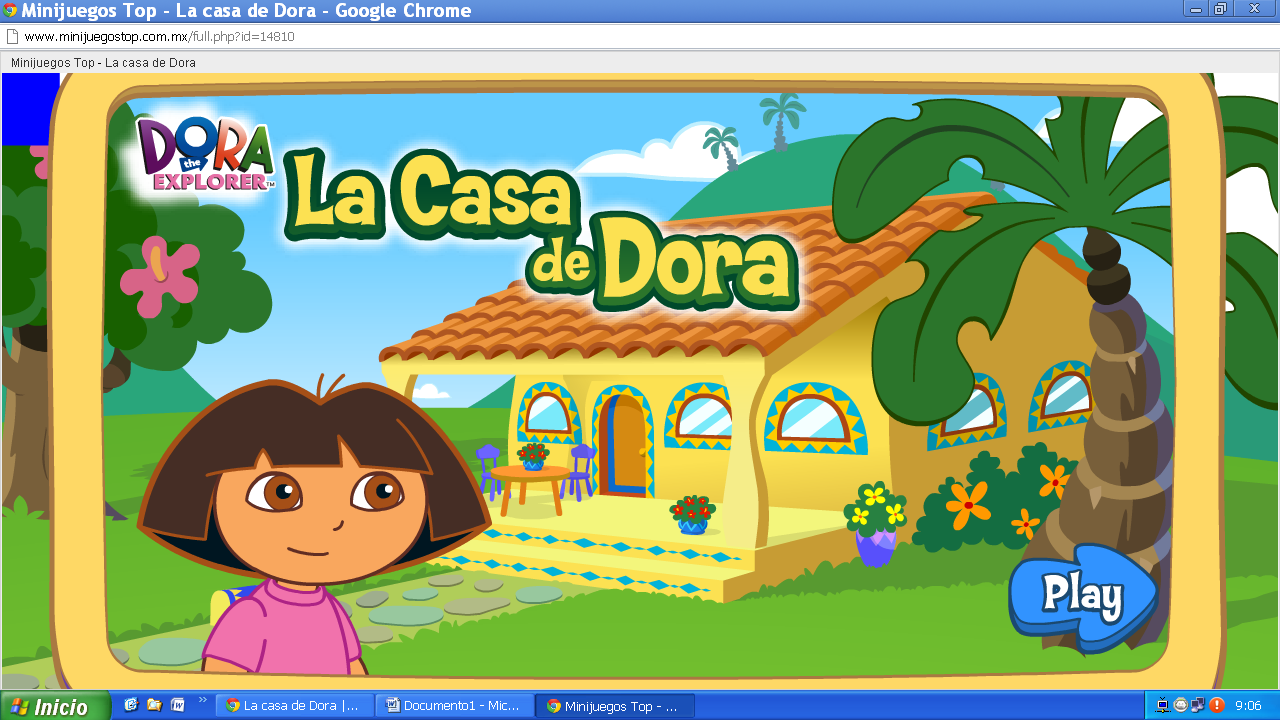 Minijuegos Top - La casa de Dora - Google Chrome
www.minijuegostop.com.mx/full.php?id=14810
Minijuegos Top - La casa de Dora
DORA
the
EXPLORER™
La Casa
de Dora
Play
Inicio
La casa de Dora |...
Documento1 - Mic...
Minijuegos Top - ...
9:06